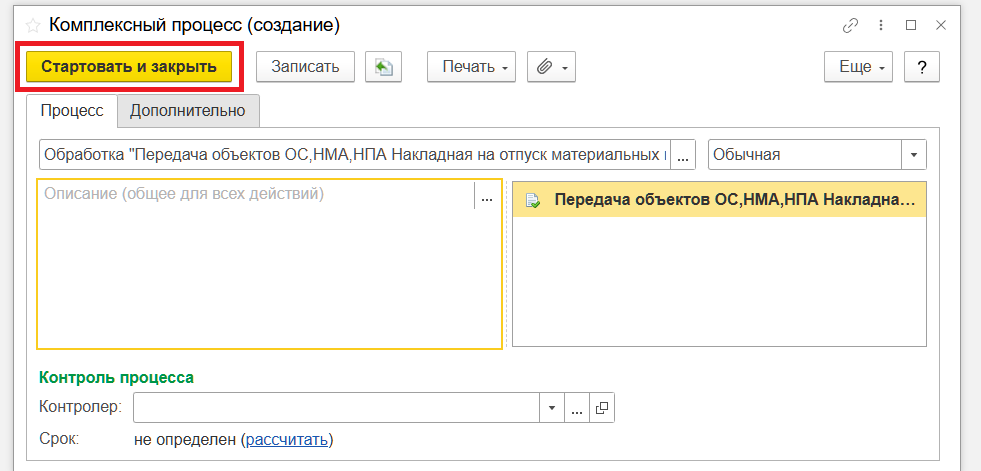 Комплексный процесс (создание)
Стартовать и закрыть Записать Печать Еще ?
Процесс Дополнительно
Обработка "Передача объектов ОС,НМА,НПА Накладная на отпуск материальных ... Обычная
Описание (общее для всех действий) ... Передача объектов ОС,НМА,НПА Накладна...
Контроль процесса
Контролер: ...
Срок: не определен (рассчитать)